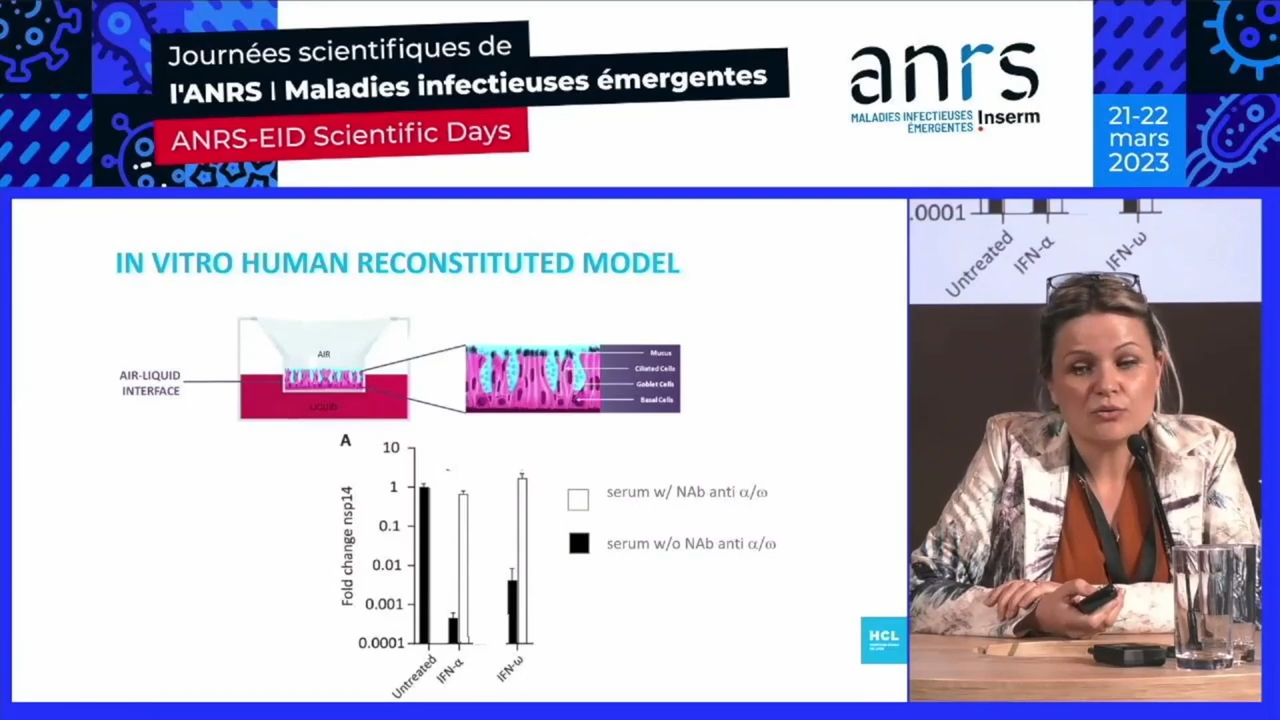 Journées scientifiques de
l'ANRS | Maladies infectieuses émergentes
ANRS-EID Scientific Days
anrs
MALADIES INFECTIEUSES
ÉMERGENTES
Inserm
21-22
mars
2023
IN VITRO HUMAN RECONSTITUTED MODEL
AIR-LIQUID
INTERFACE
AIR
LIQUID
Mucus
Ciliated Cells
Goblet Cells
Basal Cells
A
Fold change nsp14
10
1
0.1
0.01
0.001
0.0001
Untreated
IFN-α
IFN-ω
serum w/ NAb anti α/ω
serum w/o NAb anti α/ω
HCL
.0001
Untreated
IFN-α
IFN-ω